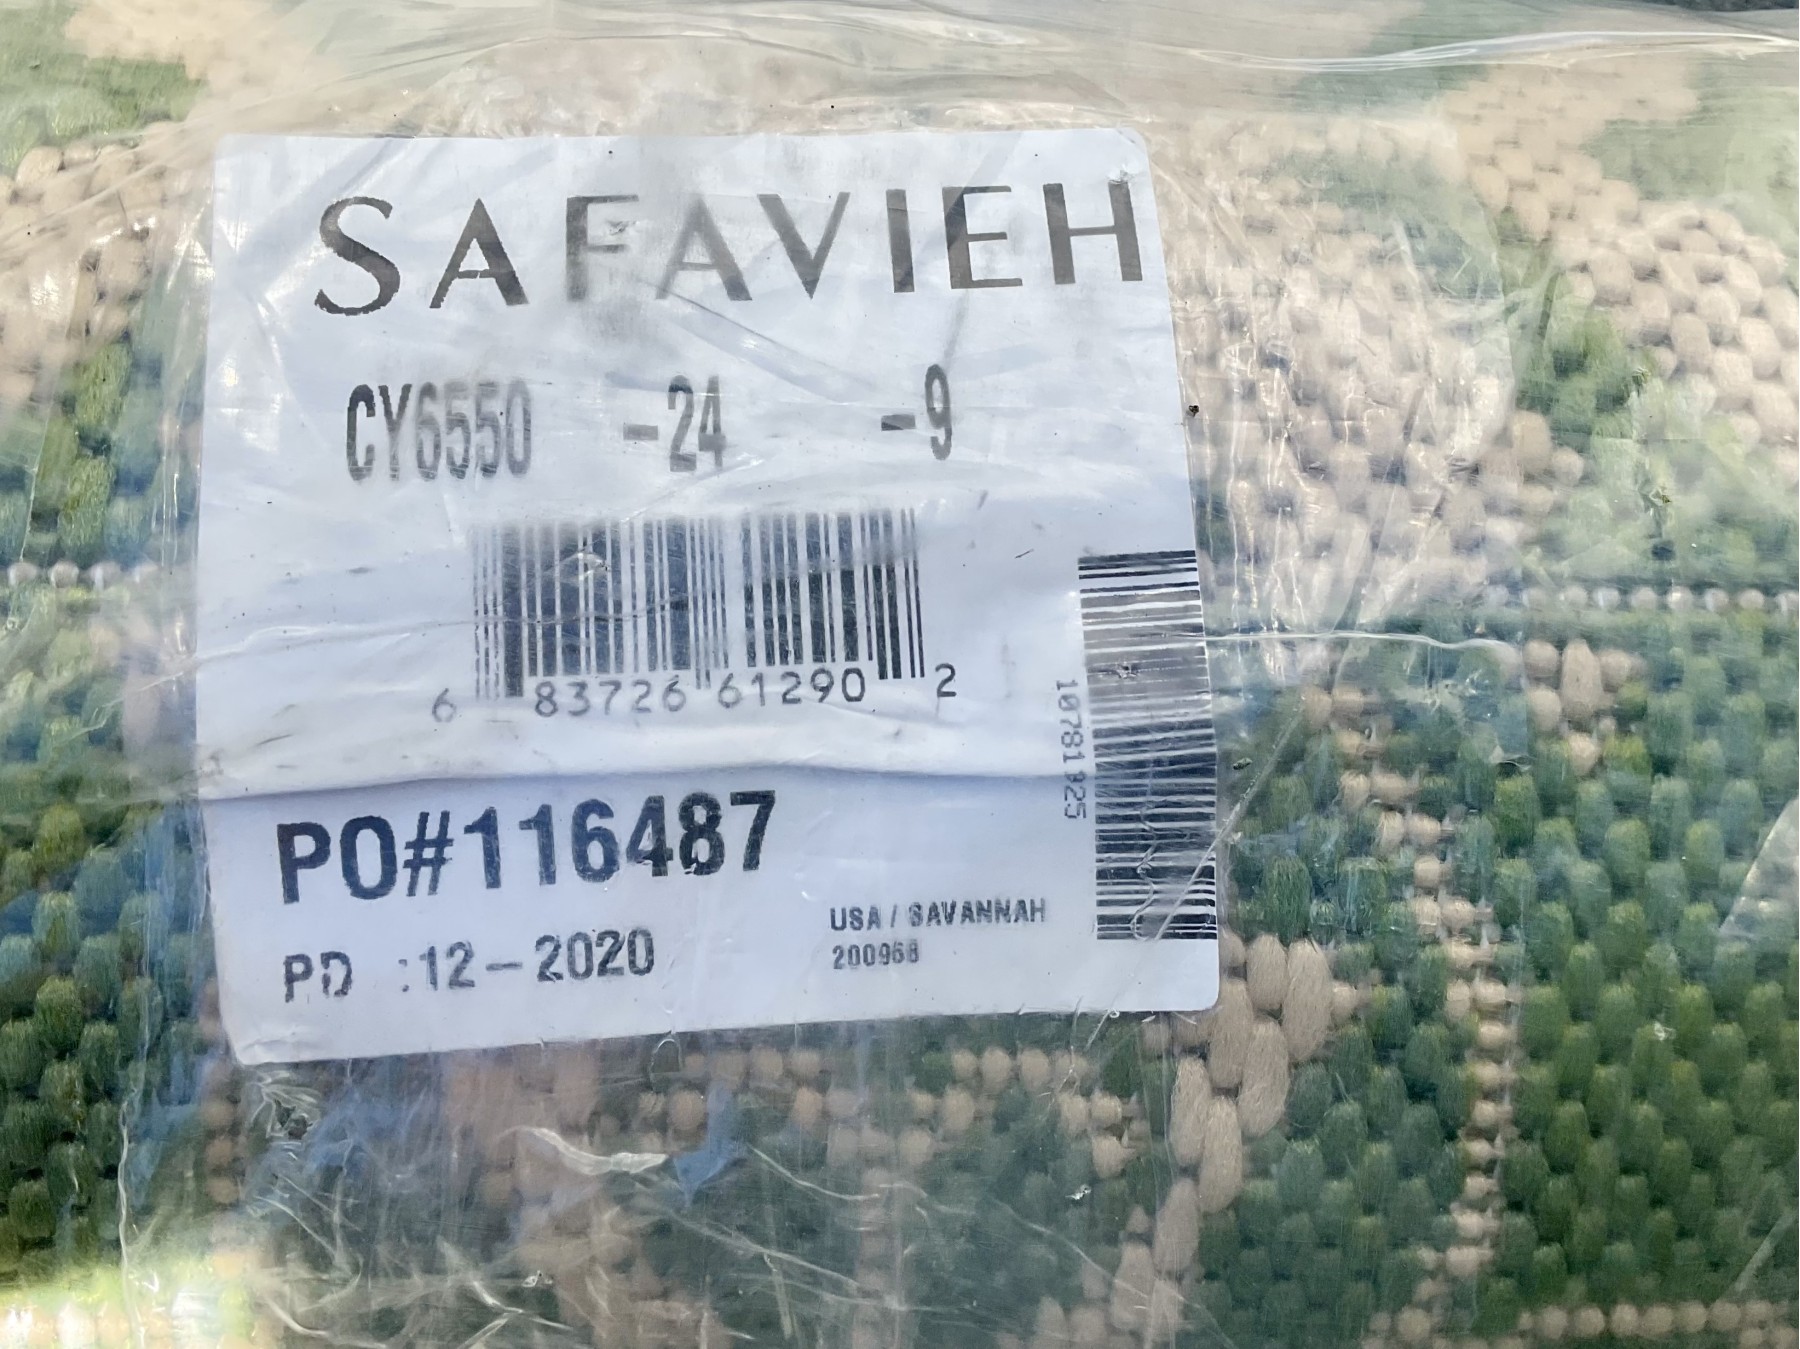 SAFAVIEH
CY6550 -24 -9
6 83726 61290 2
10781925
PO#116487
PD :12-2020
USA / SAVANNAH
200968